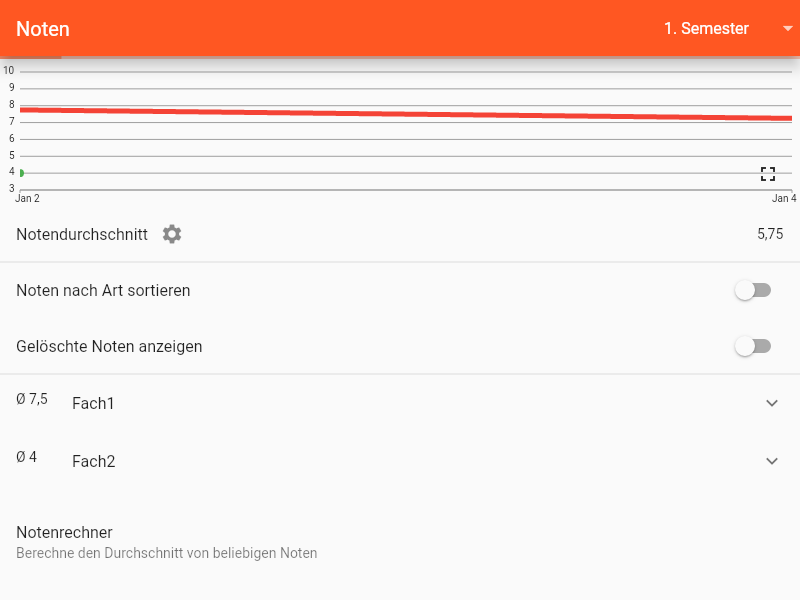 Noten
1. Semester
10
9
8
7
6
5
4
3
Jan 2
Jan 4
Notendurchschnitt
5,75
Noten nach Art sortieren
Gelöschte Noten anzeigen
Ø 7,5
Fach1
Ø 4
Fach2
Notenrechner
Berechne den Durchschnitt von beliebigen Noten